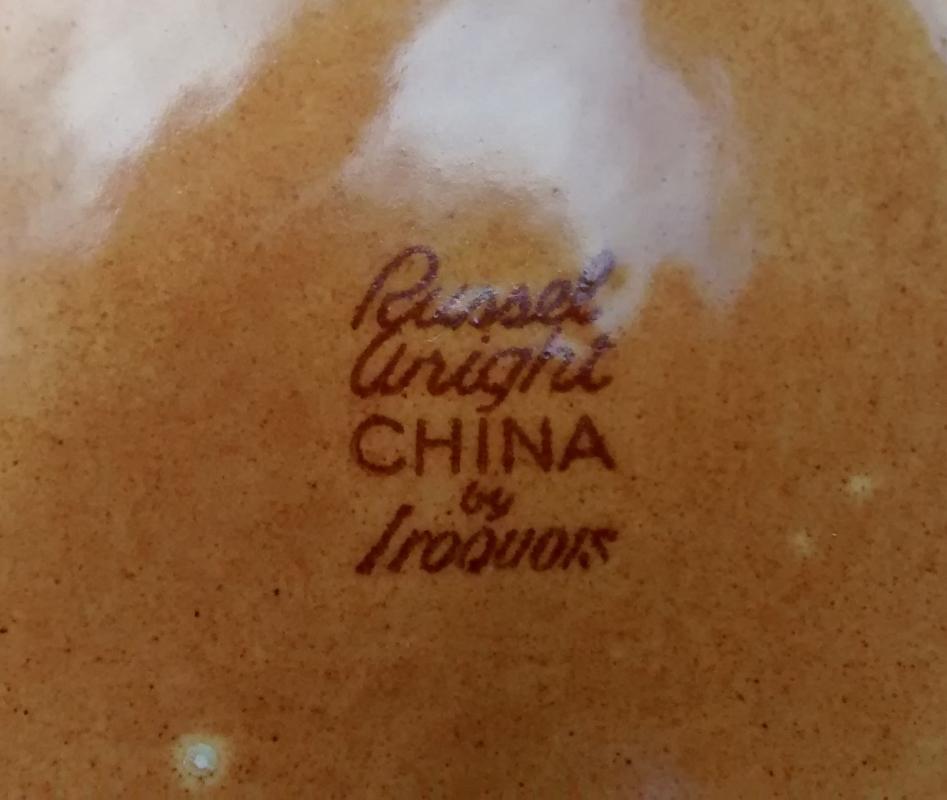 Russel
Wright
CHINA
by
Iroquois